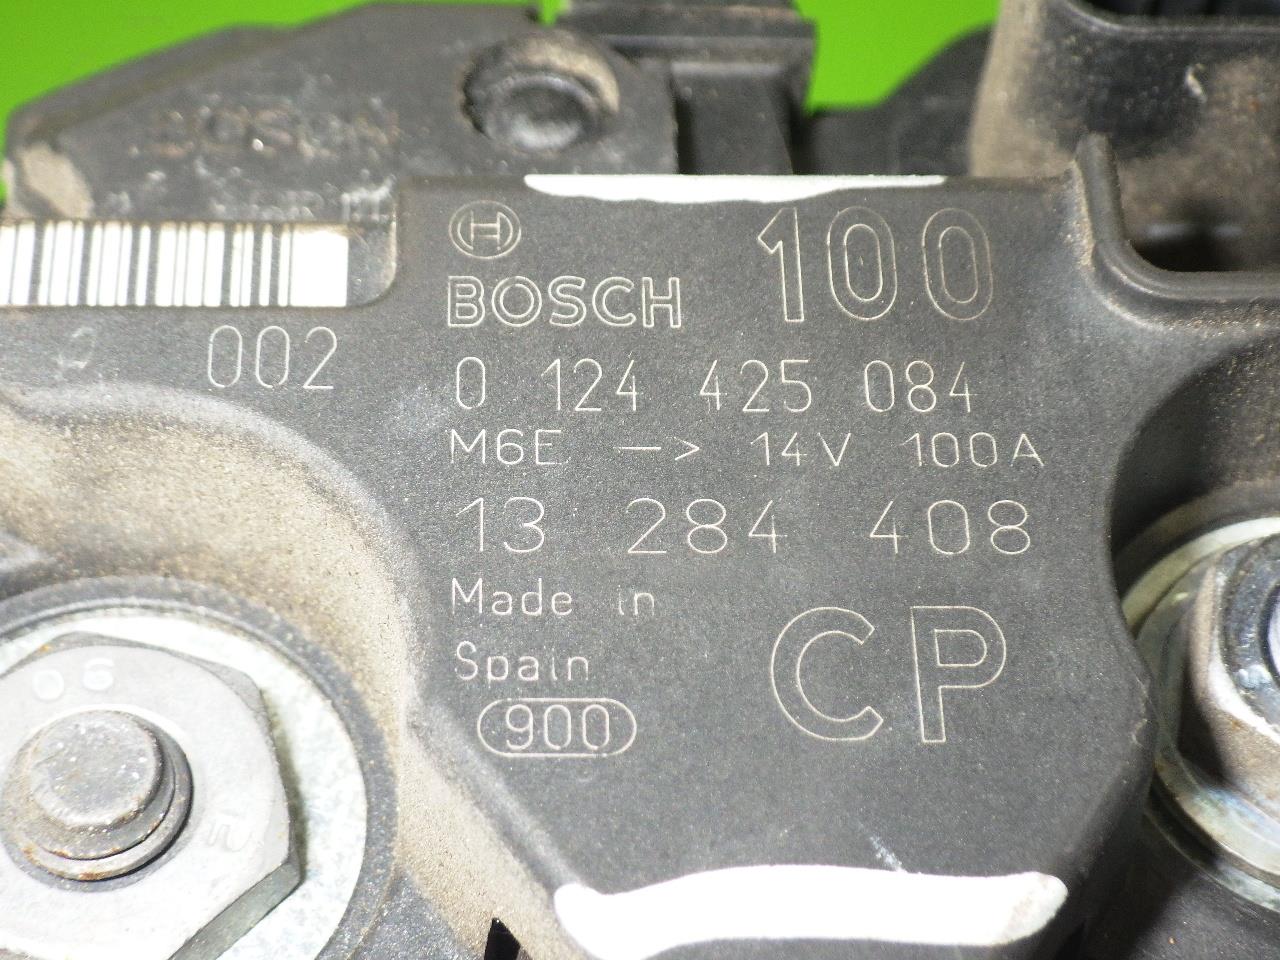 BOSCH 100
002
0 124 425 084
M6E —> 14V 100A
13 284 408
Made in
Spain
CP
900